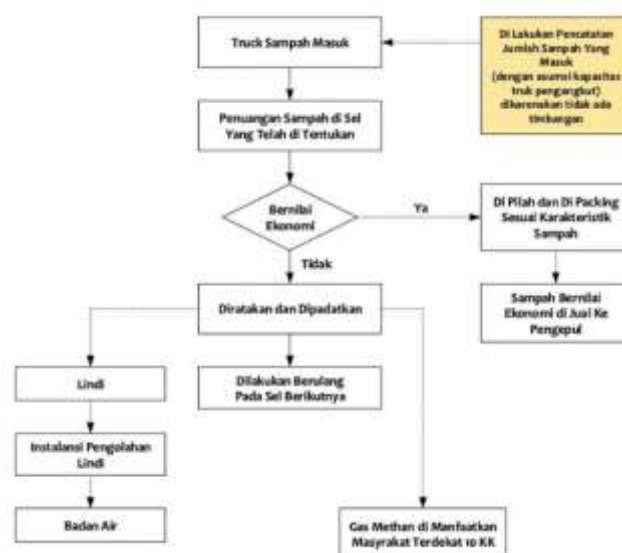 Truck Sampah Masuk
Di Lakukan Pencatatan
Jumlah Sampah Yang
Masuk
(dengan asumsi kapasitas
truk pengangkut)
dikarenakan tidak ada
timbangan
Penuangan Sampah di Sel
Yang Telah di Tentukan
Bernilai
Ekonomi
Ya
Di Pilah dan Di Packing
Sesuai Karakteristik
Sampah
Tidak
Diratakan dan Dipadatkan
Sampah Bernilai
Ekonomi di Jual Ke
Pengepul
Lindi
Dilakukan Berulang
Pada Sel Berikutnya
Instalansi Pengolahan
Lindi
Badan Air
Gas Methan di Manfaatkan
Masyrakat Terdekat 10 KK